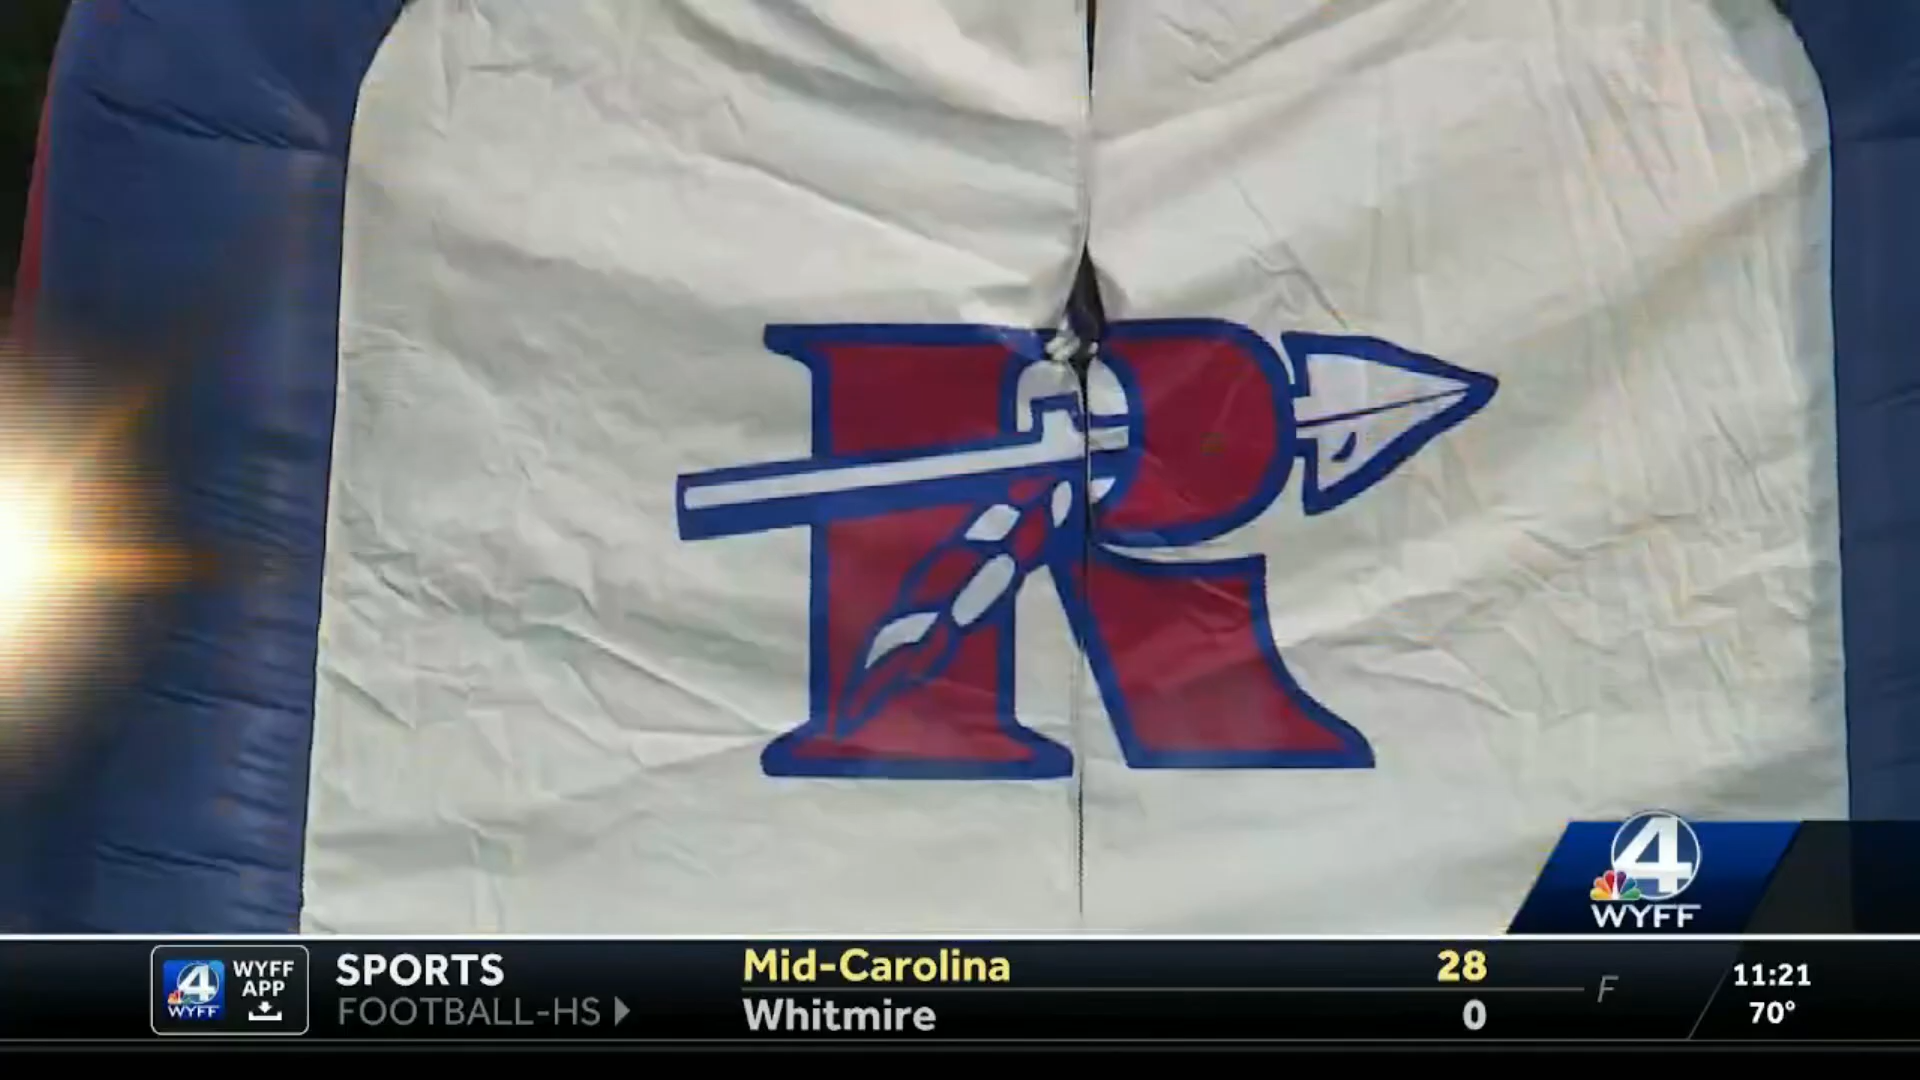 R
4
WYFF
4
WYFF
WYFF
APP
SPORTS
FOOTBALL-HS
Mid-Carolina 28
Whitmire 0
F
11:21
70°